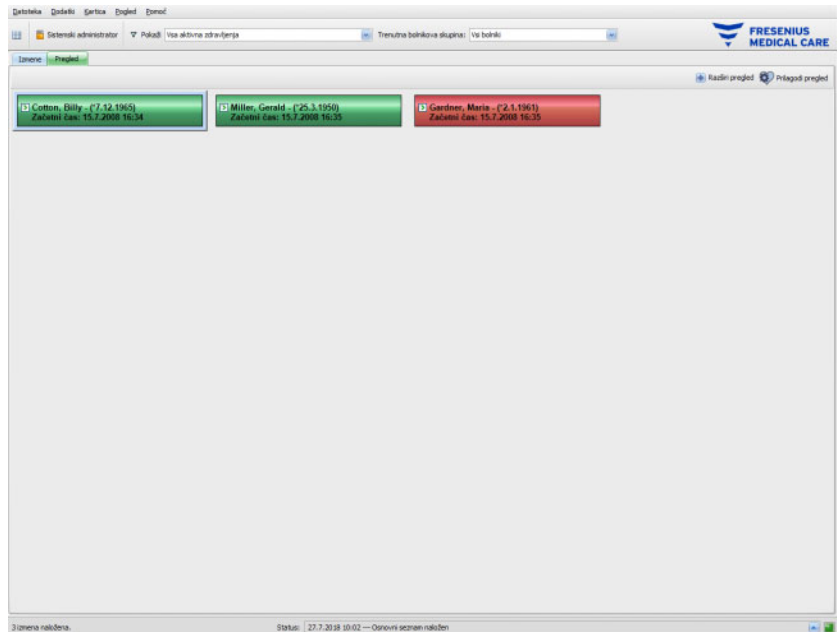 Datoteka Dodatki Kartica Pogled Pomoč
Sistemski administrator Pokaži Vsa aktivna zdravljenja Trenutna bolnikova skupina: Vsi bolniki
FRESENIUS
MEDICAL CARE
Izmene Pregled
Razširi pregled Prilagodi pregled
Cotton, Billy - (*7.12.1965)
Začetni čas: 15.7.2008 16:34
Miller, Gerald - (*25.3.1950)
Začetni čas: 15.7.2008 16:35
Gardner, Maria - (*2.1.1961)
Začetni čas: 15.7.2008 16:35
3 izmena naložena. Status: 27.7.2018 10:02 --- Osnovni seznam naložen